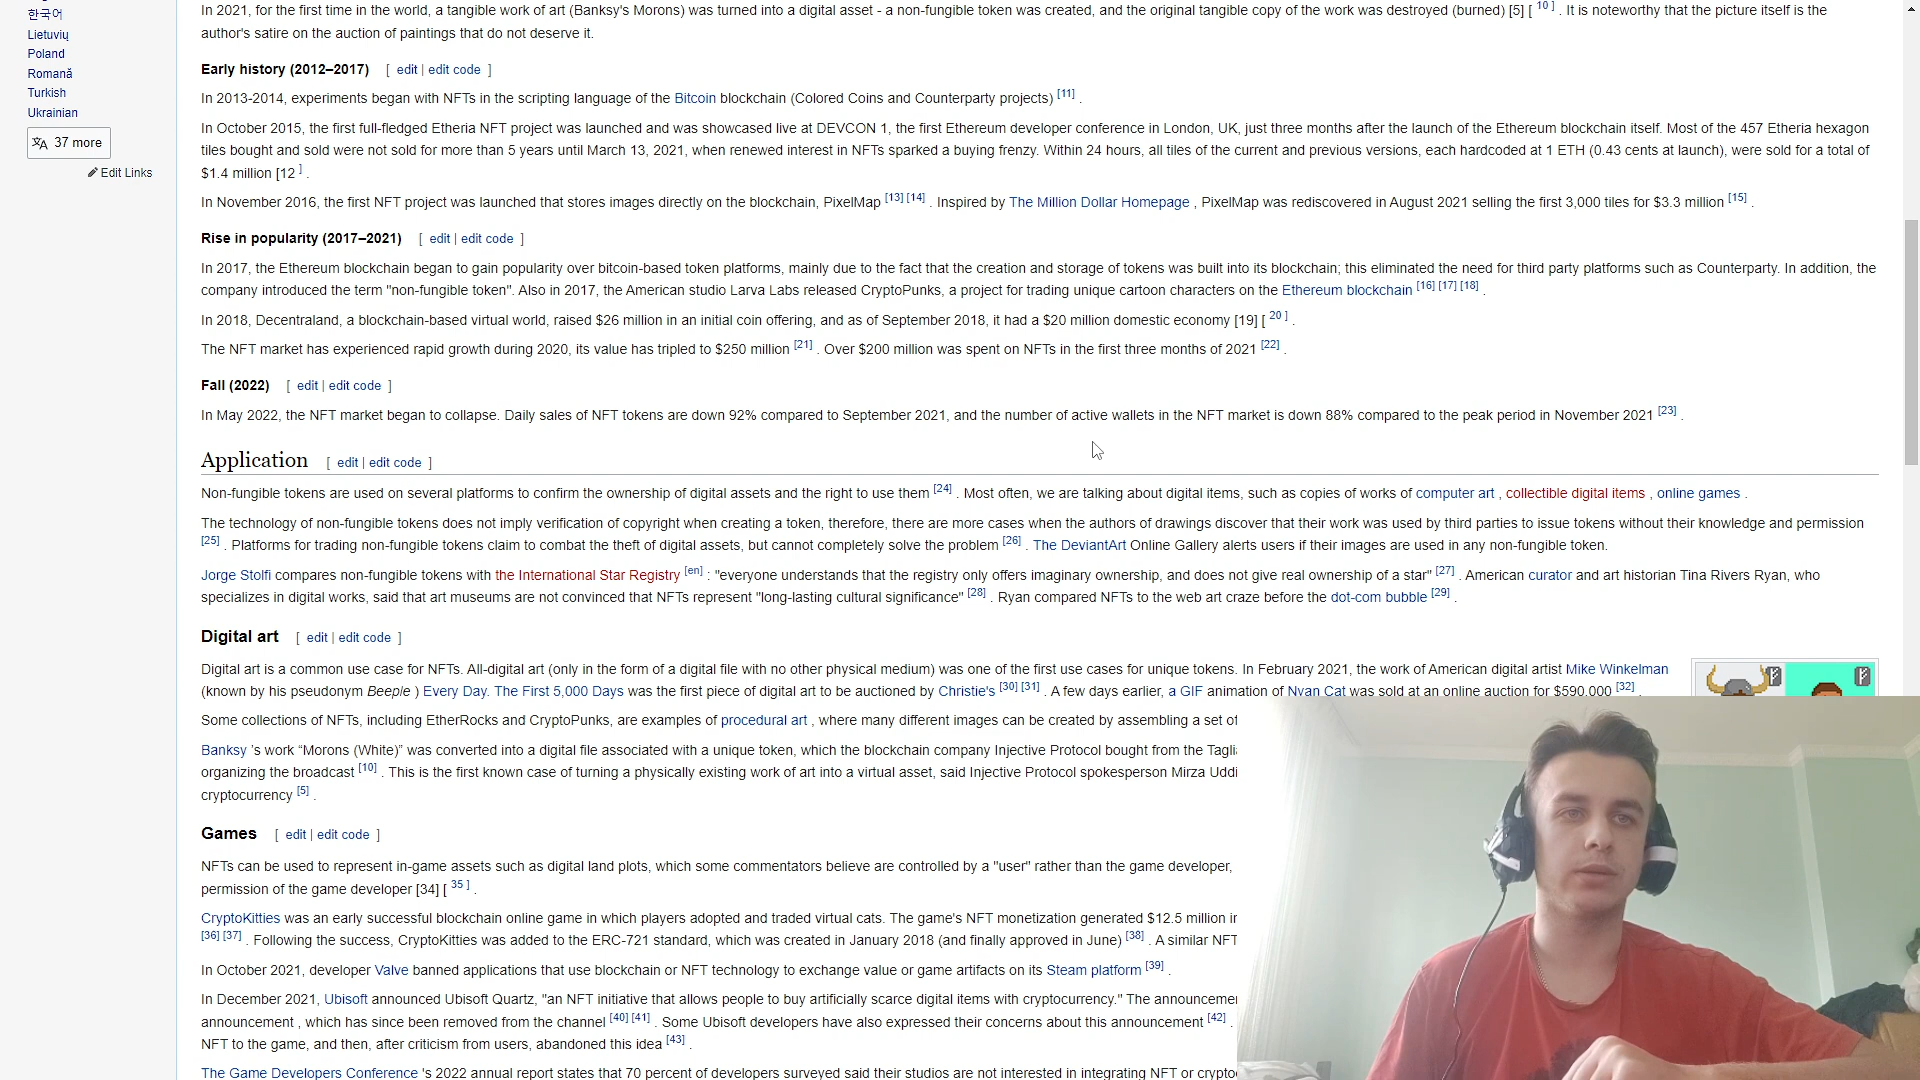 한국어
Lietuvių
Poland
Romană
Turkish
Ukrainian
37 more
Edit Links
In 2021, for the first time in the world, a tangible work of art (Banksy's Morons) was turned into a digital asset - a non-fungible token was created, and the original tangible copy of the work was destroyed (burned) [5] [ 10 ] . It is noteworthy that the picture itself is the
author's satire on the auction of paintings that do not deserve it.
Early history (2012–2017) [ edit | edit code ]
In 2013-2014, experiments began with NFTs in the scripting language of the Bitcoin blockchain (Colored Coins and Counterparty projects) [11] .
In October 2015, the first full-fledged Etheria NFT project was launched and was showcased live at DEVCON 1, the first Ethereum developer conference in London, UK, just three months after the launch of the Ethereum blockchain itself. Most of the 457 Etheria hexagon
tiles bought and sold were not sold for more than 5 years until March 13, 2021, when renewed interest in NFTs sparked a buying frenzy. Within 24 hours, all tiles of the current and previous versions, each hardcoded at 1 ETH (0.43 cents at launch), were sold for a total of
$1.4 million [12 ] .
In November 2016, the first NFT project was launched that stores images directly on the blockchain, PixelMap [13] [14] . Inspired by The Million Dollar Homepage , PixelMap was rediscovered in August 2021 selling the first 3,000 tiles for $3.3 million [15] .
Rise in popularity (2017–2021) [ edit | edit code ]
In 2017, the Ethereum blockchain began to gain popularity over bitcoin-based token platforms, mainly due to the fact that the creation and storage of tokens was built into its blockchain; this eliminated the need for third party platforms such as Counterparty. In addition, the
company introduced the term "non-fungible token". Also in 2017, the American studio Larva Labs released CryptoPunks, a project for trading unique cartoon characters on the Ethereum blockchain [16] [17] [18] .
In 2018, Decentraland, a blockchain-based virtual world, raised $26 million in an initial coin offering, and as of September 2018, it had a $20 million domestic economy [19] [ 20 ] .
The NFT market has experienced rapid growth during 2020, its value has tripled to $250 million [21] . Over $200 million was spent on NFTs in the first three months of 2021 [22] .
Fall (2022) [ edit | edit code ]
In May 2022, the NFT market began to collapse. Daily sales of NFT tokens are down 92% compared to September 2021, and the number of active wallets in the NFT market is down 88% compared to the peak period in November 2021 [23] .
Application [ edit | edit code ]
Non-fungible tokens are used on several platforms to confirm the ownership of digital assets and the right to use them [24] . Most often, we are talking about digital items, such as copies of works of computer art , collectible digital items , online games .
The technology of non-fungible tokens does not imply verification of copyright when creating a token, therefore, there are more cases when the authors of drawings discover that their work was used by third parties to issue tokens without their knowledge and permission
[25] . Platforms for trading non-fungible tokens claim to combat the theft of digital assets, but cannot completely solve the problem [26] . The DeviantArt Online Gallery alerts users if their images are used in any non-fungible token.
Jorge Stolfi compares non-fungible tokens with the International Star Registry [en] : "everyone understands that the registry only offers imaginary ownership, and does not give real ownership of a star" [27] . American curator and art historian Tina Rivers Ryan, who
specializes in digital works, said that art museums are not convinced that NFTs represent "long-lasting cultural significance" [28] . Ryan compared NFTs to the web art craze before the dot-com bubble [29] .
Digital art [ edit | edit code ]
Digital art is a common use case for NFTs. All-digital art (only in the form of a digital file with no other physical medium) was one of the first use cases for unique tokens. In February 2021, the work of American digital artist Mike Winkelman
(known by his pseudonym Beeple ) Every Day. The First 5,000 Days was the first piece of digital art to be auctioned by Christie's [30] [31] . A few days earlier, a GIF animation of Nyan Cat was sold at an online auction for $590,000 [32] .
Some collections of NFTs, including EtherRocks and CryptoPunks, are examples of procedural art , where many different images can be created by assembling a set of
Banksy 's work “Morons (White)” was converted into a digital file associated with a unique token, which the blockchain company Injective Protocol bought from the Tagli
organizing the broadcast [10] . This is the first known case of turning a physically existing work of art into a virtual asset, said Injective Protocol spokesperson Mirza Uddi
cryptocurrency [5] .
Games [ edit | edit code ]
NFTs can be used to represent in-game assets such as digital land plots, which some commentators believe are controlled by a "user" rather than the game developer,
permission of the game developer [34] [ 35 ] .
CryptoKitties was an early successful blockchain online game in which players adopted and traded virtual cats. The game's NFT monetization generated $12.5 million ir
[36] [37] . Following the success, CryptoKitties was added to the ERC-721 standard, which was created in January 2018 (and finally approved in June) [38] . A similar NFT
In October 2021, developer Valve banned applications that use blockchain or NFT technology to exchange value or game artifacts on its Steam platform [39] .
In December 2021, Ubisoft announced Ubisoft Quartz, "an NFT initiative that allows people to buy artificially scarce digital items with cryptocurrency." The announcemer
announcement , which has since been removed from the channel [40] [41] . Some Ubisoft developers have also expressed their concerns about this announcement [42] .
NFT to the game, and then, after criticism from users, abandoned this idea [43] .
The Game Developers Conference 's 2022 annual report states that 70 percent of developers surveyed said their studios are not interested in integrating NFT or crypto